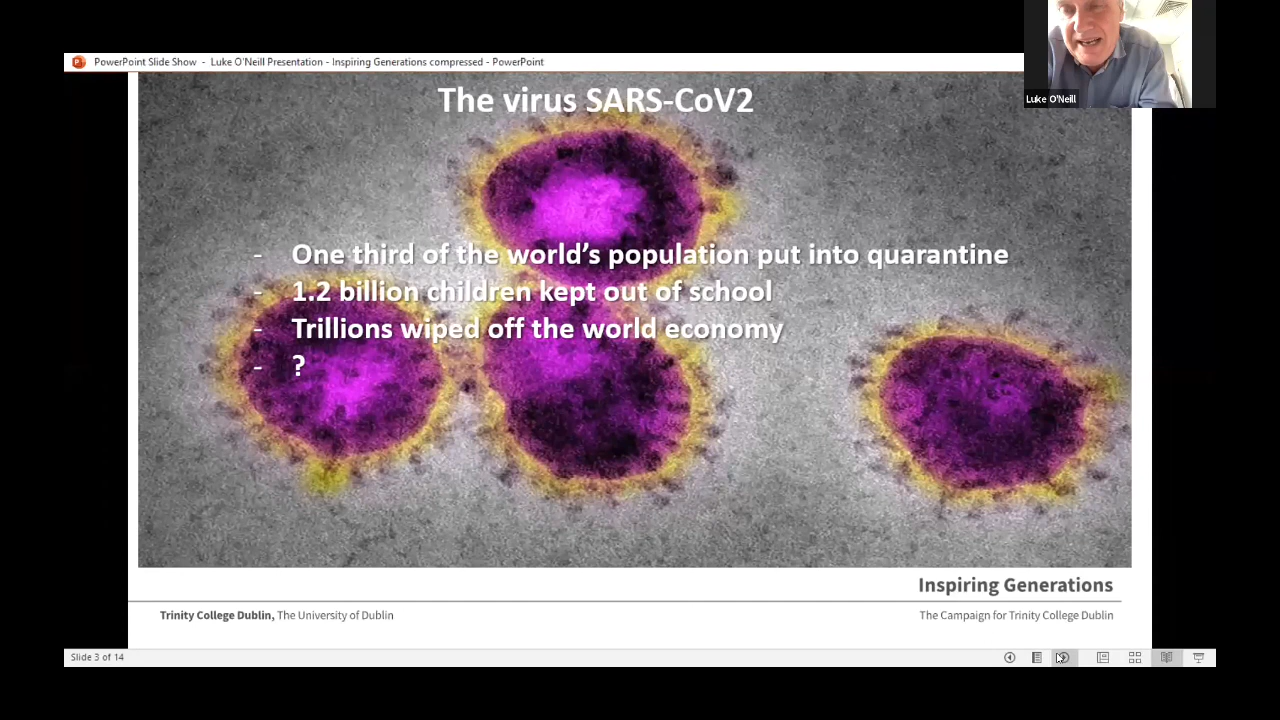 PowerPoint Slide Show - Luke O'Neill Presentation - Inspiring Generations compressed - PowerPoint
Luke O'Neill
The virus SARS-CoV2
- One third of the world’s population put into quarantine
- 1.2 billion children kept out of school
- Trillions wiped off the world economy
- ?
Inspiring Generations
Trinity College Dublin, The University of Dublin
The Campaign for Trinity College Dublin
Slide 3 of 14